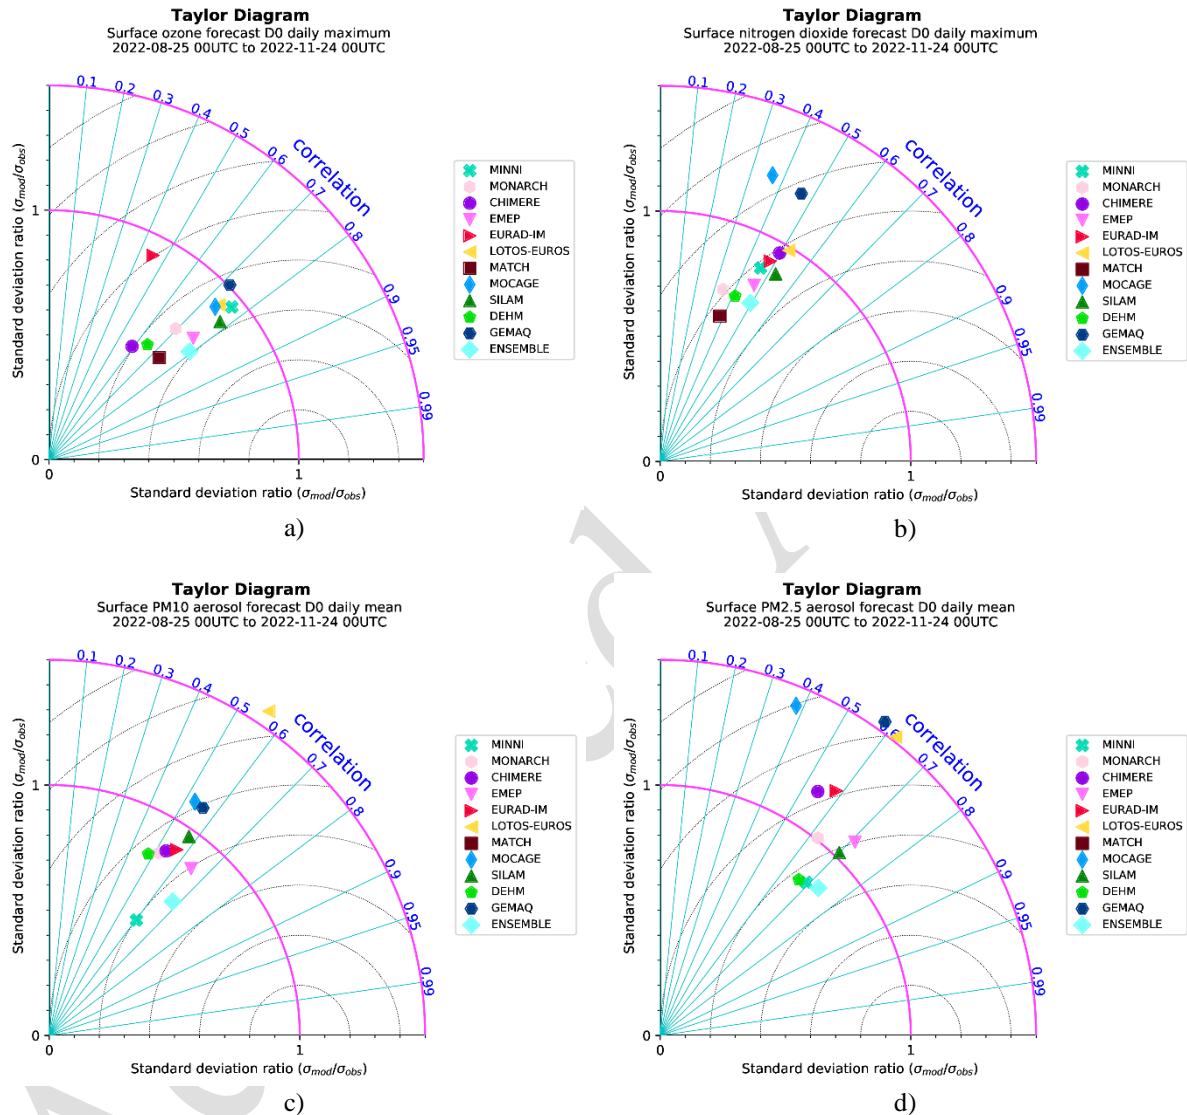 Taylor Diagram
Surface ozone forecast D0 daily maximum
2022-08-25 00UTC to 2022-11-24 00UTC
0.1
0.2
0.3
0.4
0.5
0.6
0.7
0.8
0.9
0.95
0.99
correlation
Standard deviation ratio (σmod/σobs)
1
0
0
1
Standard deviation ratio (σmod/σobs)
MINNI
MONARCH
CHIMERE
EMEP
EURAD-IM
LOTOS-EUROS
MATCH
MOCAGE
SILAM
DEHM
GEMAQ
ENSEMBLE
a)
Taylor Diagram
Surface nitrogen dioxide forecast D0 daily maximum
2022-08-25 00UTC to 2022-11-24 00UTC
0.1
0.2
0.3
0.4
0.5
0.6
0.7
0.8
0.9
0.95
0.99
correlation
Standard deviation ratio (σmod/σobs)
1
0
0
1
Standard deviation ratio (σmod/σobs)
MINNI
MONARCH
CHIMERE
EMEP
EURAD-IM
LOTOS-EUROS
MATCH
MOCAGE
SILAM
DEHM
GEMAQ
ENSEMBLE
b)
Taylor Diagram
Surface PM10 aerosol forecast D0 daily mean
2022-08-25 00UTC to 2022-11-24 00UTC
0.1
0.2
0.3
0.4
0.5
0.6
0.7
0.8
0.9
0.95
0.99
correlation
Standard deviation ratio (σmod/σobs)
1
0
0
1
Standard deviation ratio (σmod/σobs)
MINNI
MONARCH
CHIMERE
EMEP
EURAD-IM
LOTOS-EUROS
MATCH
MOCAGE
SILAM
DEHM
GEMAQ
ENSEMBLE
c)
Taylor Diagram
Surface PM2.5 aerosol forecast D0 daily mean
2022-08-25 00UTC to 2022-11-24 00UTC
0.1
0.2
0.3
0.4
0.5
0.6
0.7
0.8
0.9
0.95
0.99
correlation
Standard deviation ratio (σmod/σobs)
1
0
0
1
Standard deviation ratio (σmod/σobs)
MINNI
MONARCH
CHIMERE
EMEP
EURAD-IM
LOTOS-EUROS
MATCH
MOCAGE
SILAM
DEHM
GEMAQ
ENSEMBLE
d)